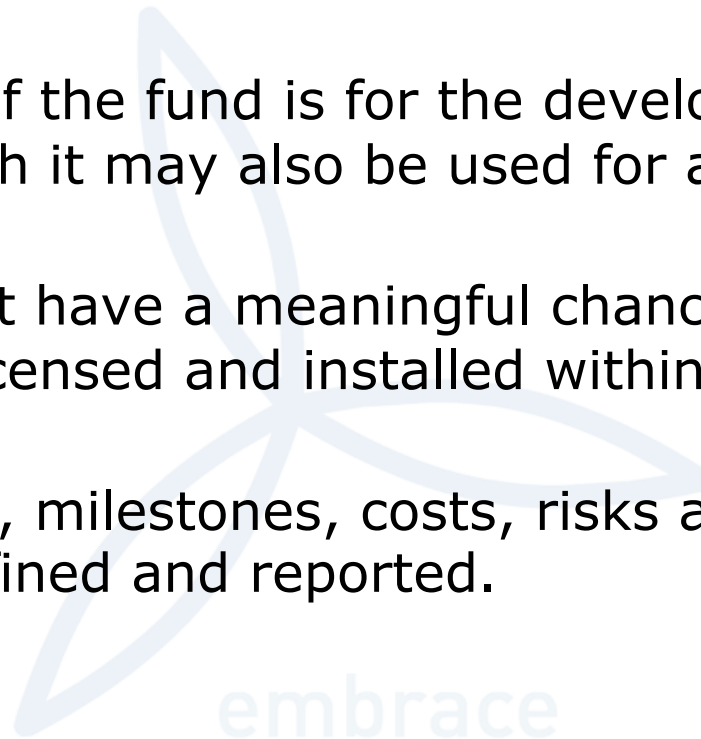 f the fund is for the develo
h it may also be used for a
t have a meaningful chanc
censed and installed within
, milestones, costs, risks a
ined and reported.
embrace